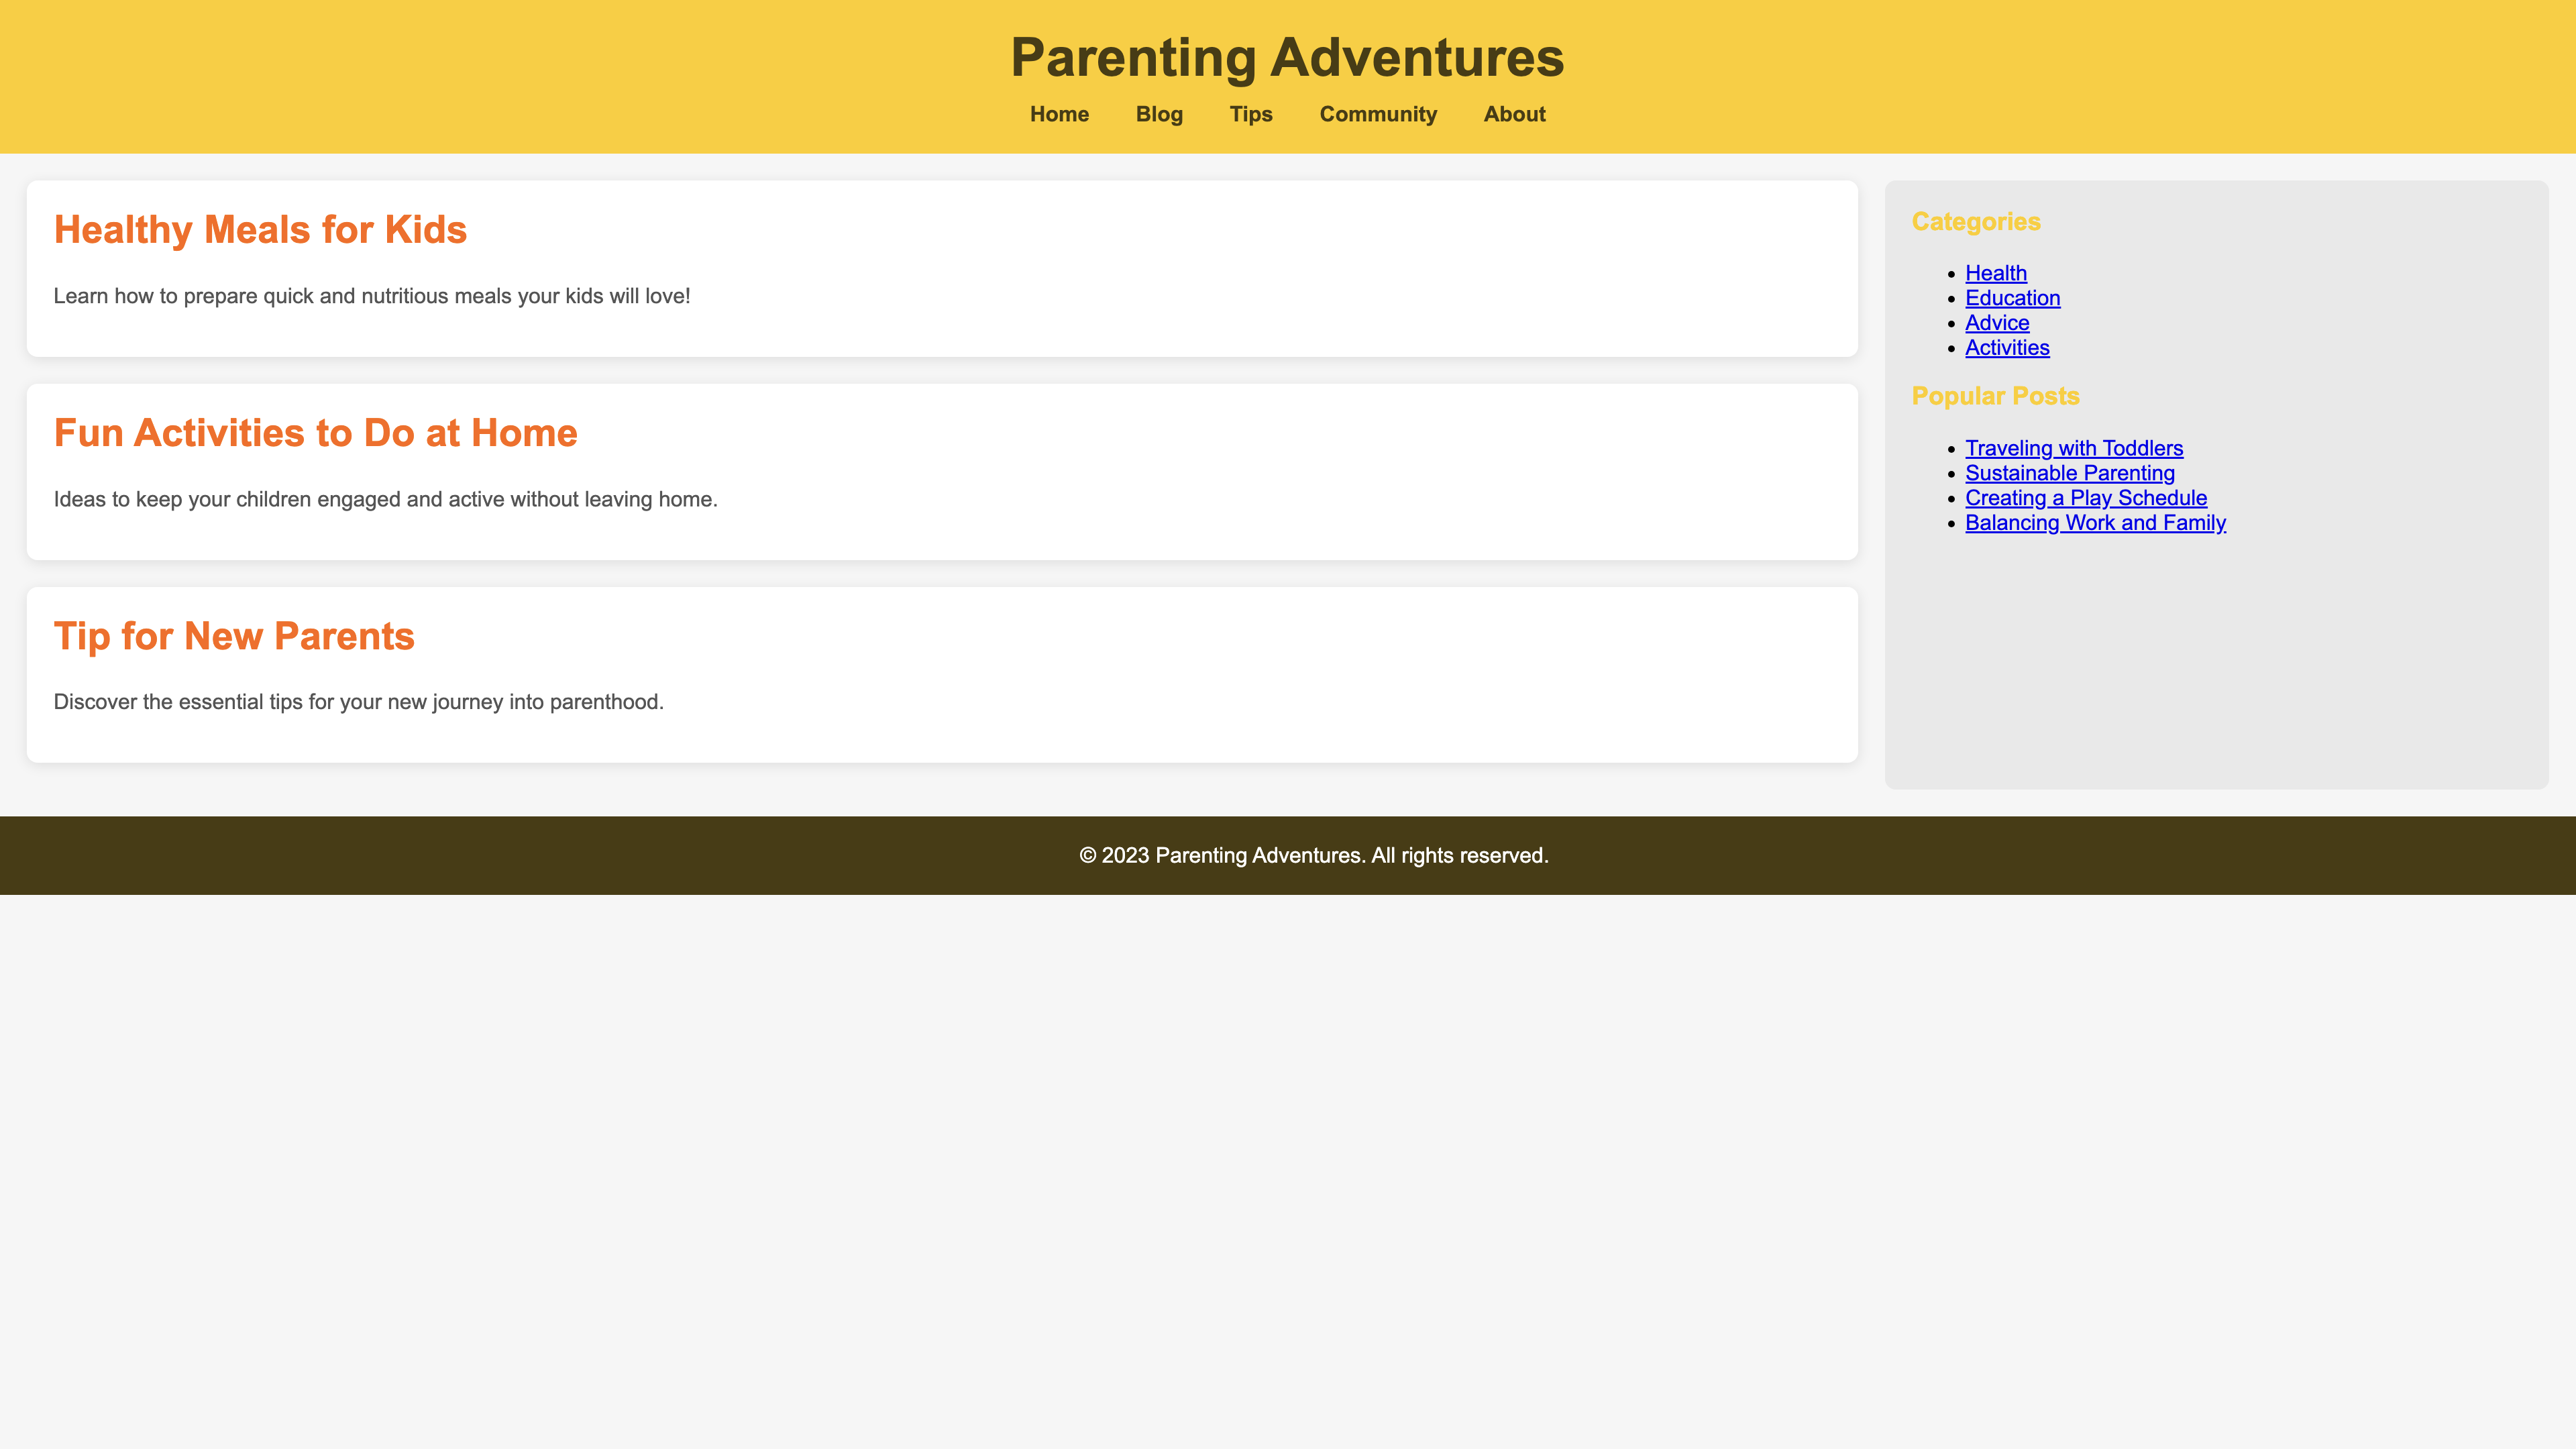 Parenting Adventures
Home Blog Tips Community About
Healthy Meals for Kids
Learn how to prepare quick and nutritious meals your kids will love!
Fun Activities to Do at Home
Ideas to keep your children engaged and active without leaving home.
Tip for New Parents
Discover the essential tips for your new journey into parenthood.
Categories
Health
Education
Advice
Activities
Popular Posts
Traveling with Toddlers
Sustainable Parenting
Creating a Play Schedule
Balancing Work and Family
© 2023 Parenting Adventures. All rights reserved.